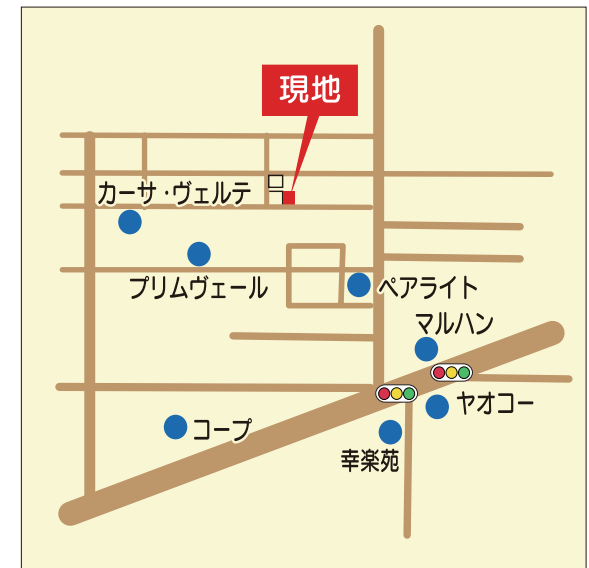 現地
カーサ・ヴェルテ
プリムヴェール
ペアライト
マルハン
ヤオコー
コープ
幸楽苑